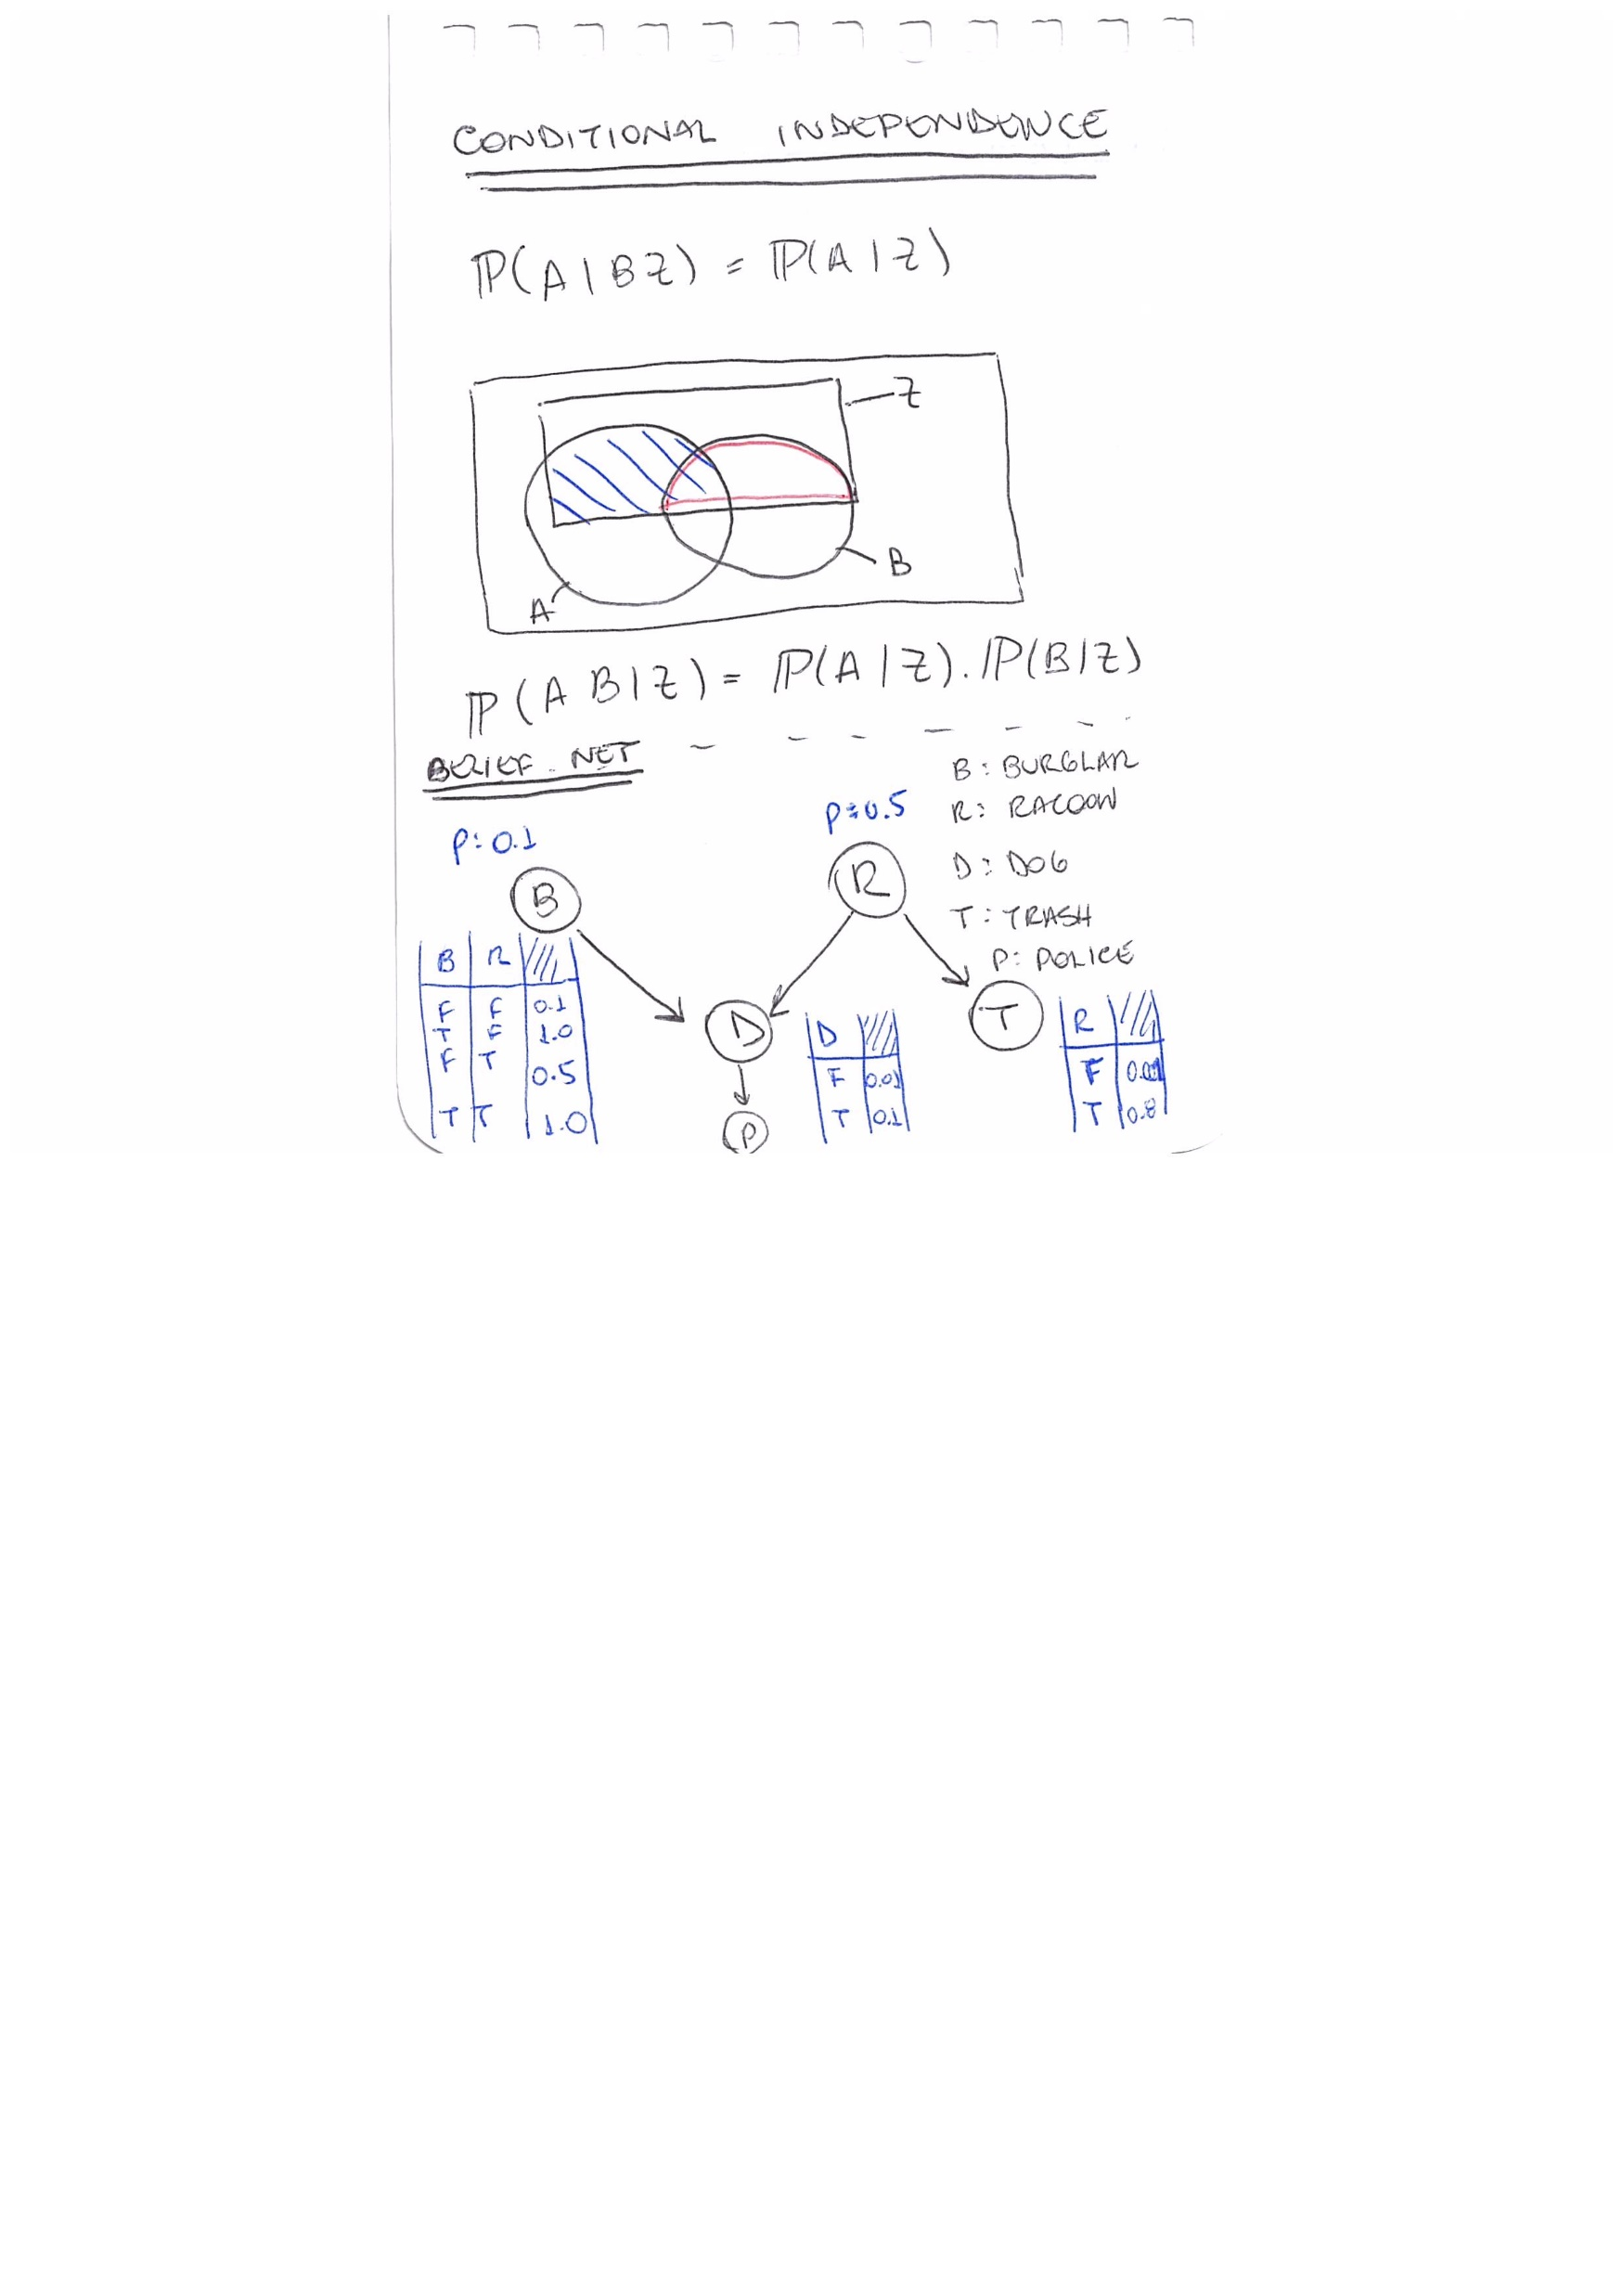 CONDITIONAL INDEPENDENCE
ℙ(A|BZ) = ℙ(A|Z)
Z
B
A
ℙ(AB|Z) = ℙ(A|Z).ℙ(B|Z)
BELIEF NET
B: BURGLAR
R: RACOON
D: DOG
T: TRASH
P: POLICE
P: 0.1
P: 0.5
B
R
D
T
P
B R
F F 0.1
T F 1.0
F T 0.5
T T 1.0
D
F 0.01
T 0.1
R
F
T 0.8